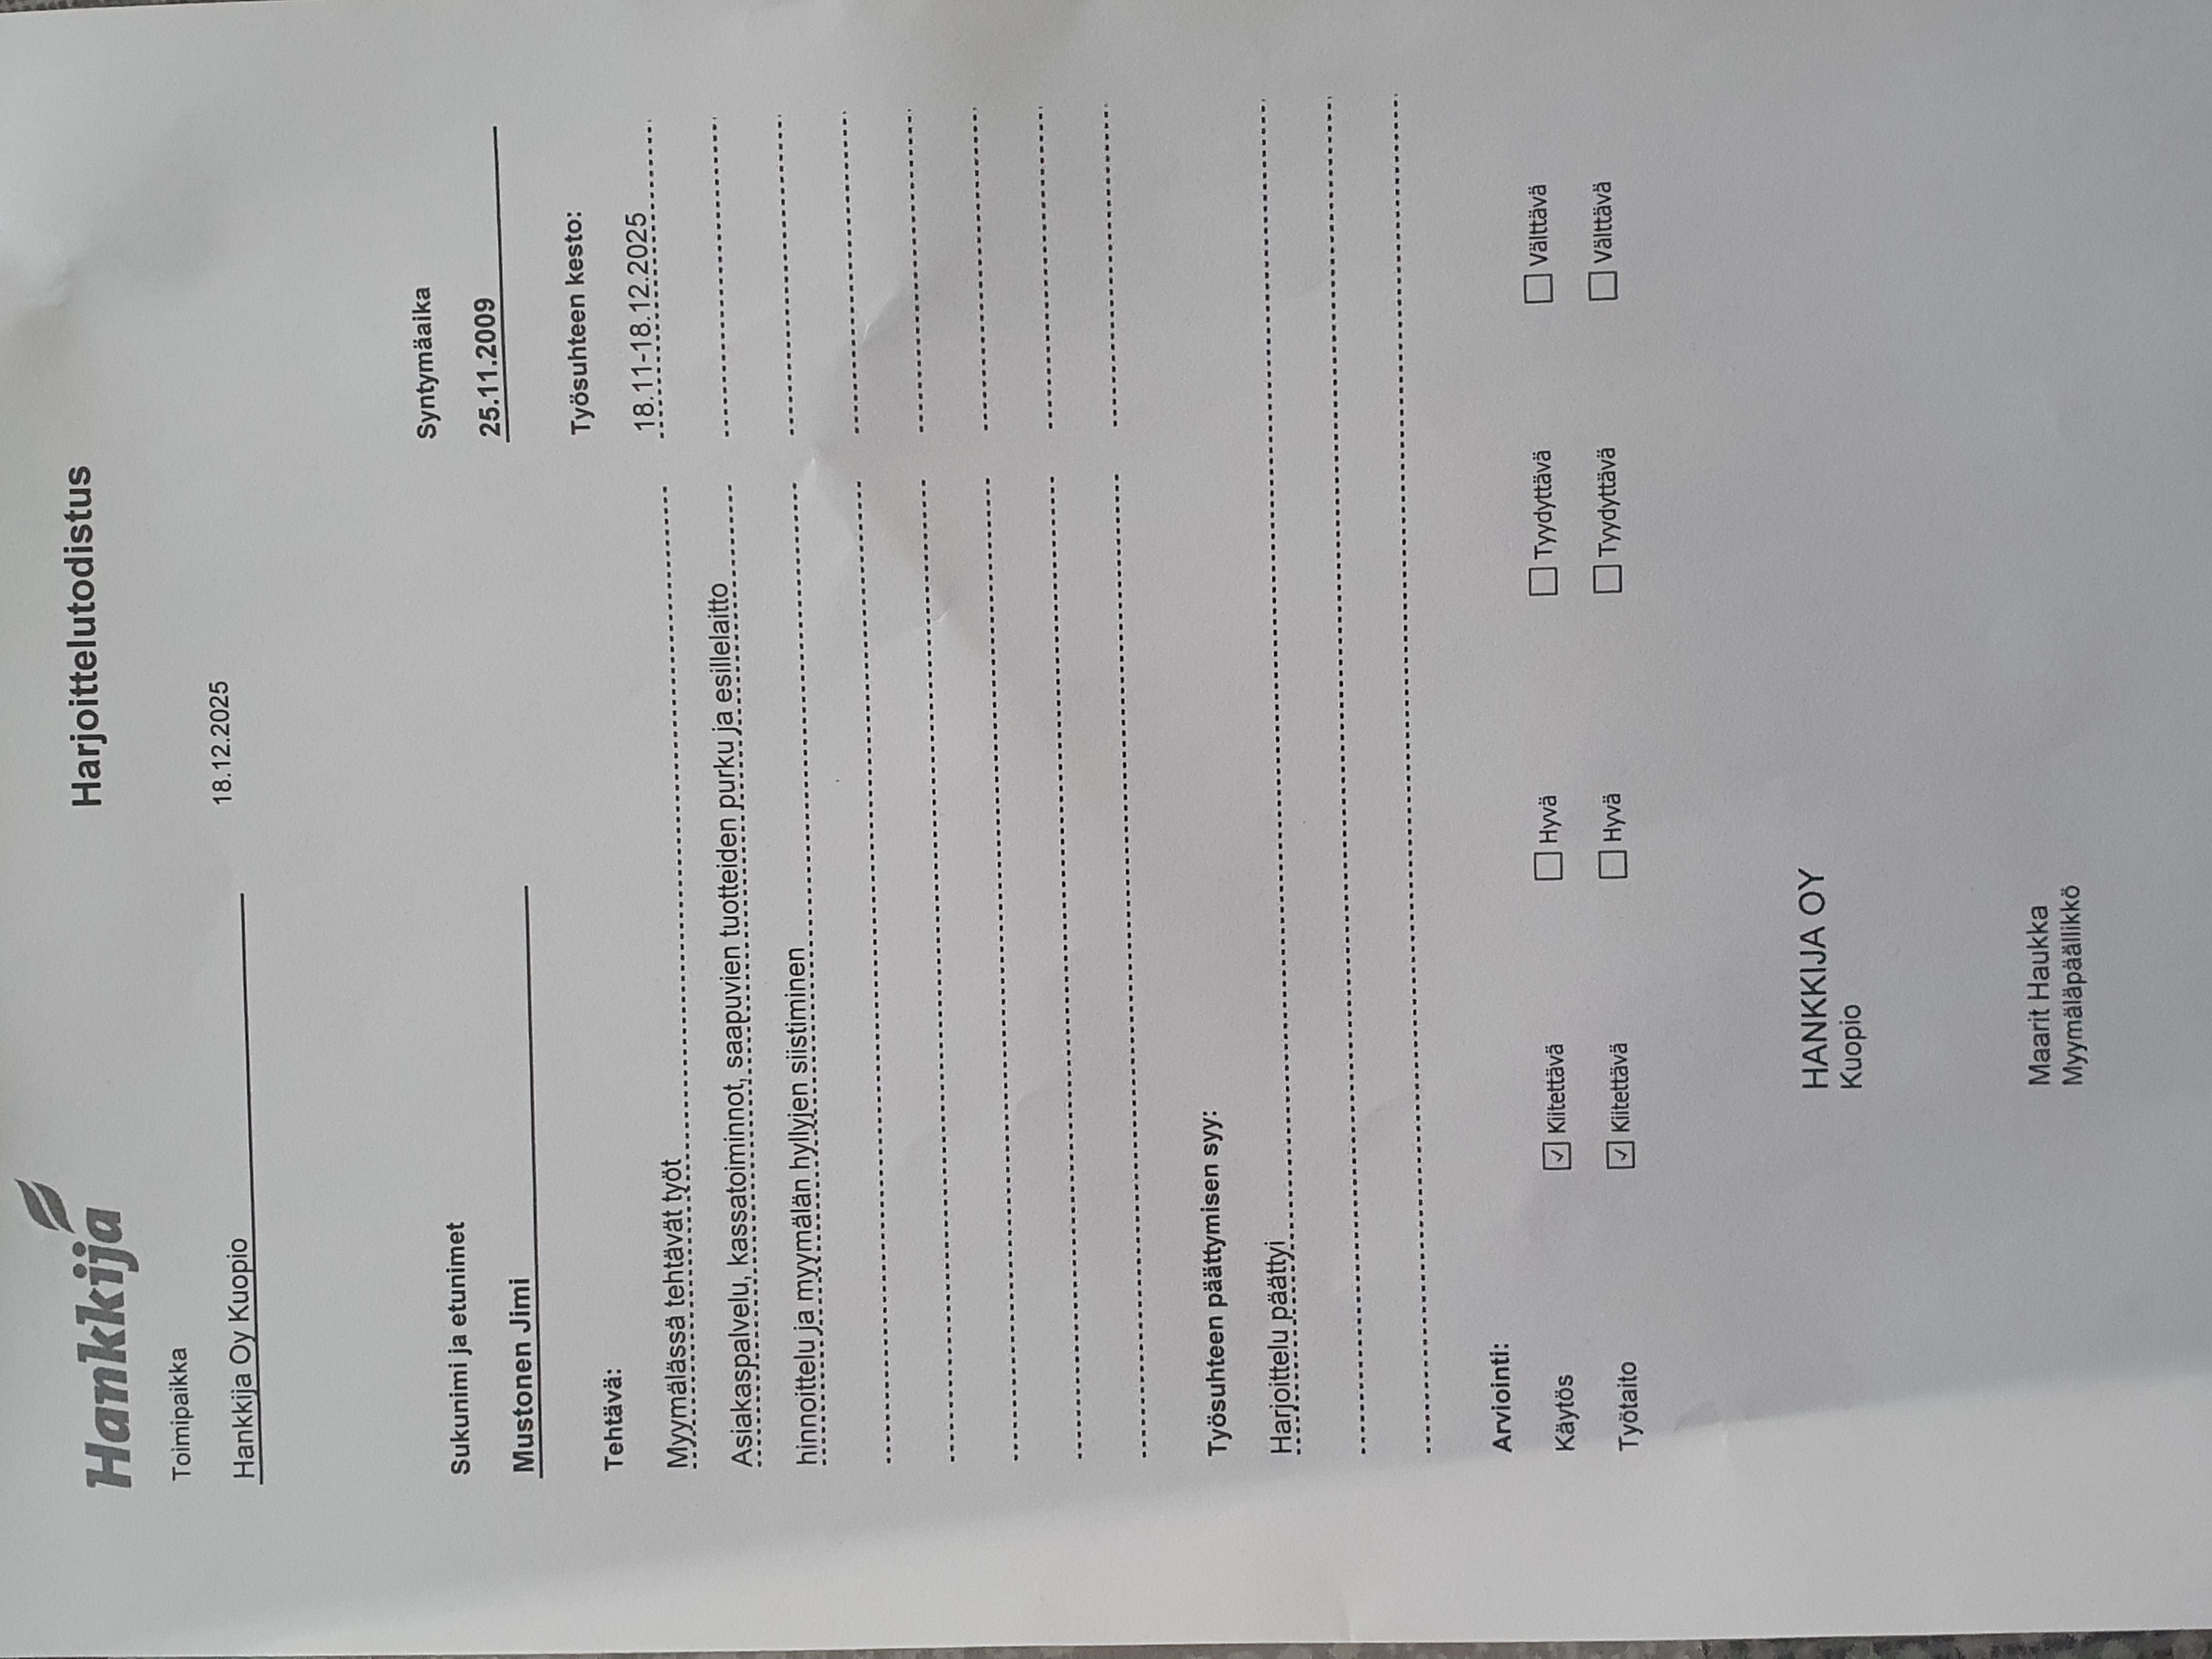 Hankkija
Harjoittelutodistus
Toimipaikka
Hankkija Oy Kuopio
18.12.2025
Sukunimi ja etunimet
Syntymäaika
Mustonen Jimi
25.11.2009
Tehtävä:
Työsuhteen kesto:
Myymälässä tehtävät työt
18.11-18.12.2025
Asiakaspalvelu, kassatoiminnot, saapuvien tuotteiden purku ja esillelaitto
hinnoittelu ja myymälän hyllyjen siistiminen
Työsuhteen päättymisen syy:
Harjoittelu päättyi
Arviointi:
Käytös ☑ Kiitettävä ☐ Hyvä ☐ Tyydyttävä ☐ Välttävä
Työtaito ☑ Kiitettävä ☐ Hyvä ☐ Tyydyttävä ☐ Välttävä
HANKKIJA OY
Kuopio
Maarit Haukka
Myymäläpäällikkö